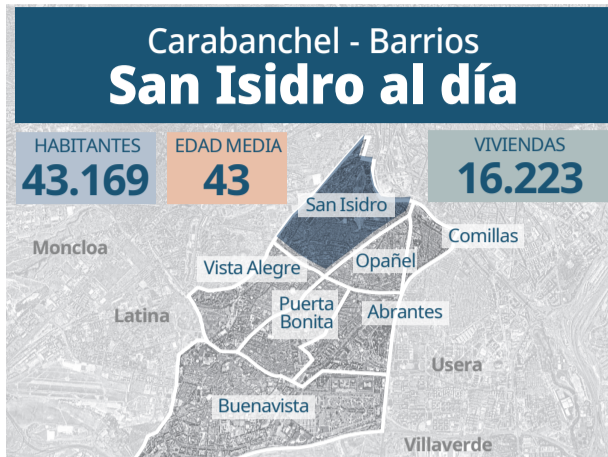 Carabanchel - Barrios
San Isidro al día
HABITANTES
43.169
EDAD MEDIA
43
VIVIENDAS
16.223
San Isidro
Comillas
Moncloa
Opañel
Vista Alegre
Puerta
Bonita
Abrantes
Latina
Usera
Buenavista
Villaverde